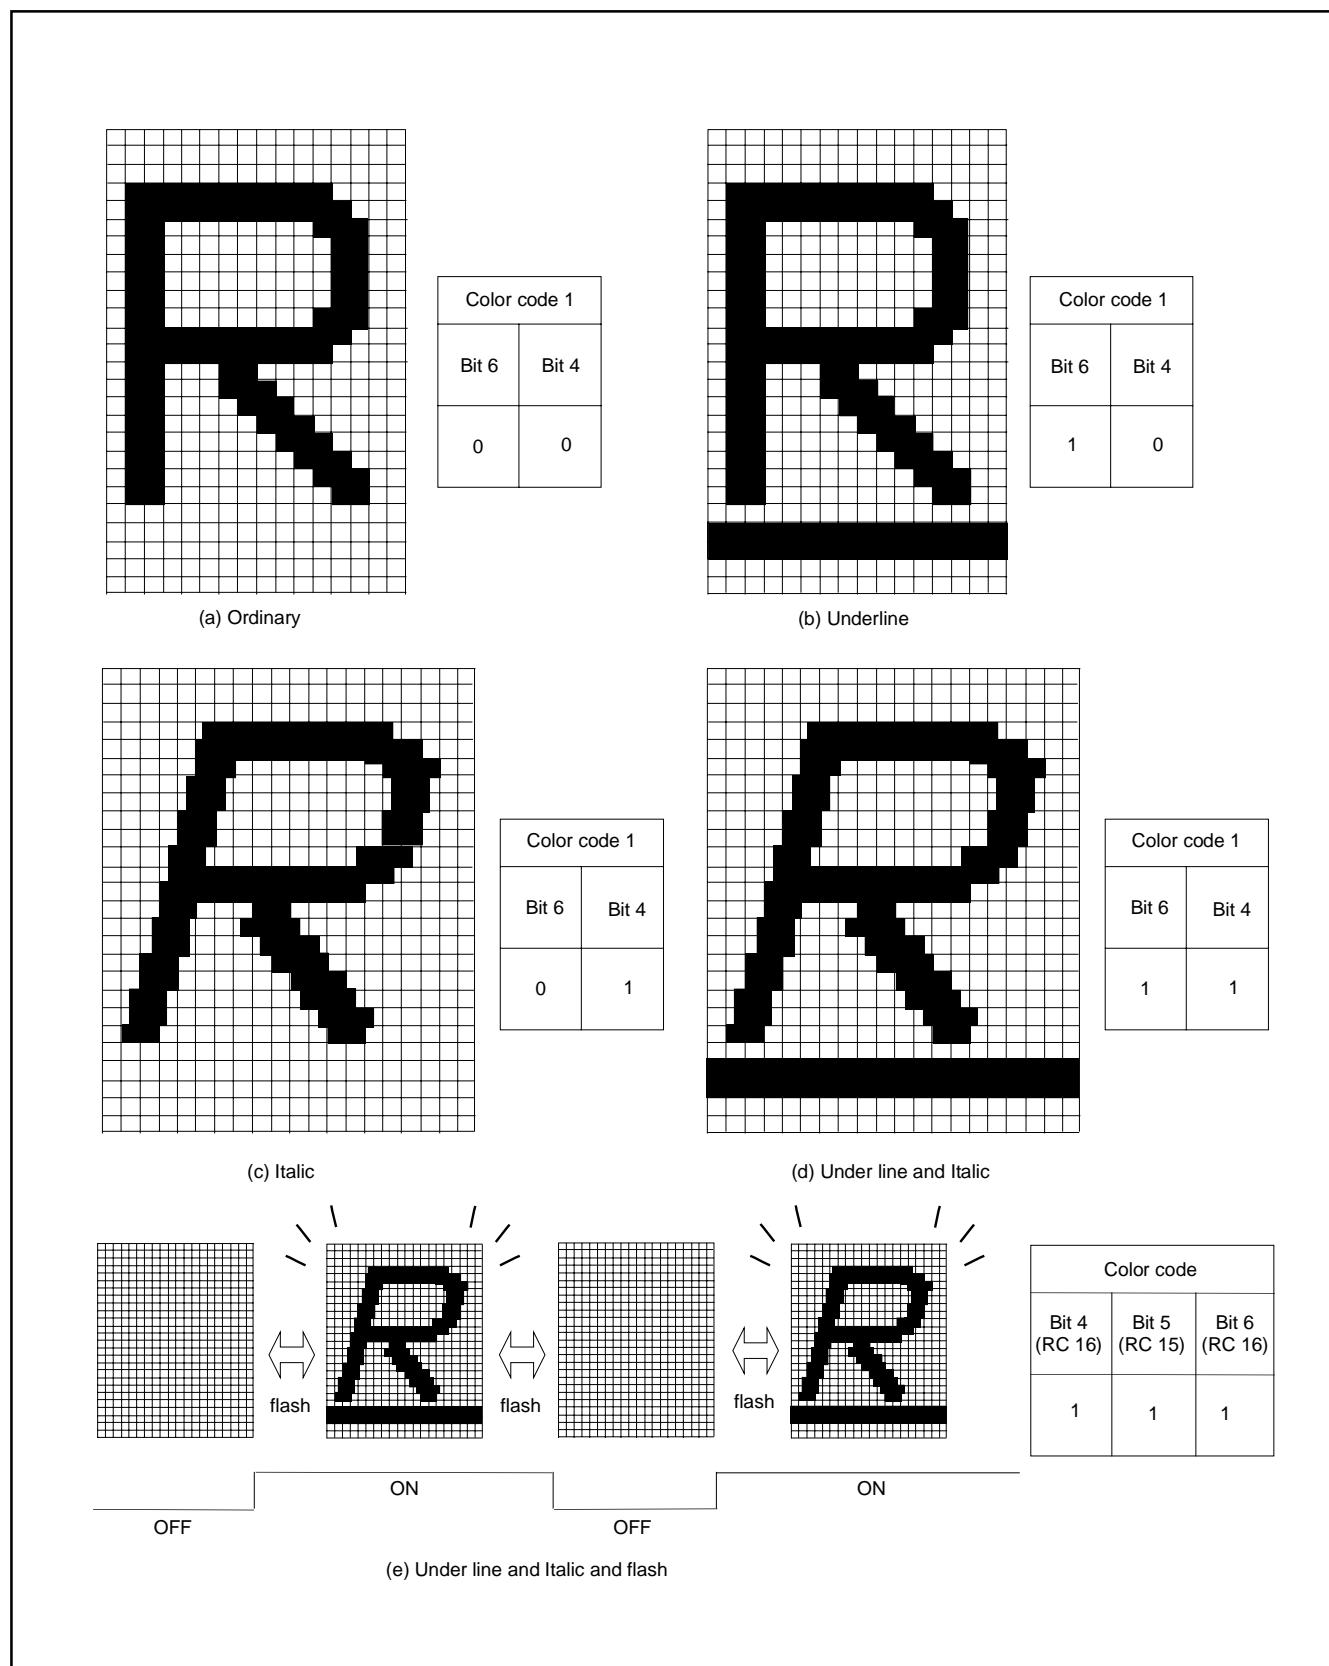 Color code 1
Bit 6 Bit 4
0 0
Color code 1
Bit 6 Bit 4
1 0
(a) Ordinary
(b) Underline
Color code 1
Bit 6 Bit 4
0 1
Color code 1
Bit 6 Bit 4
1 1
(c) Italic
(d) Under line and Italic
flash
flash
flash
Color code
Bit 4 Bit 5 Bit 6
(RC 16) (RC 15) (RC 16)
1 1 1
OFF
ON
OFF
ON
(e) Under line and Italic and flash